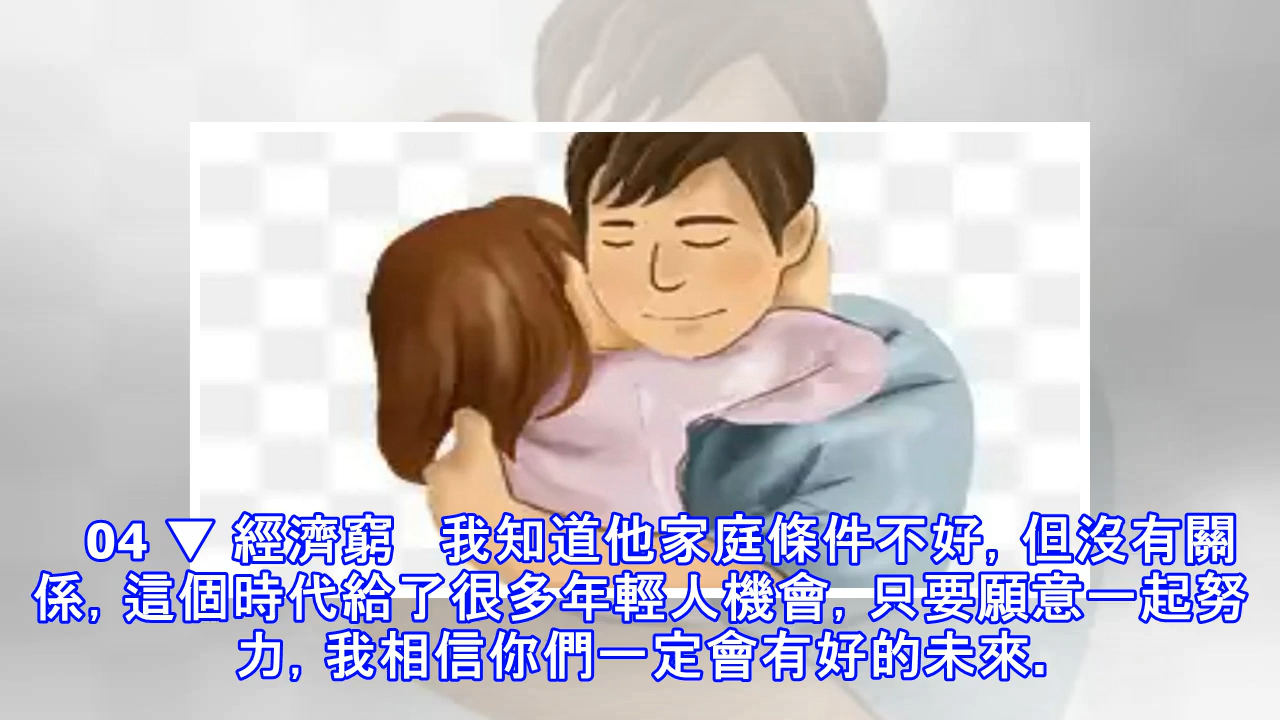 04 ▼ 經濟窮 我知道他家庭條件不好, 但沒有關
係, 這個時代給了很多年輕人機會, 只要願意一起努
力, 我相信你們一定會有好的未來.